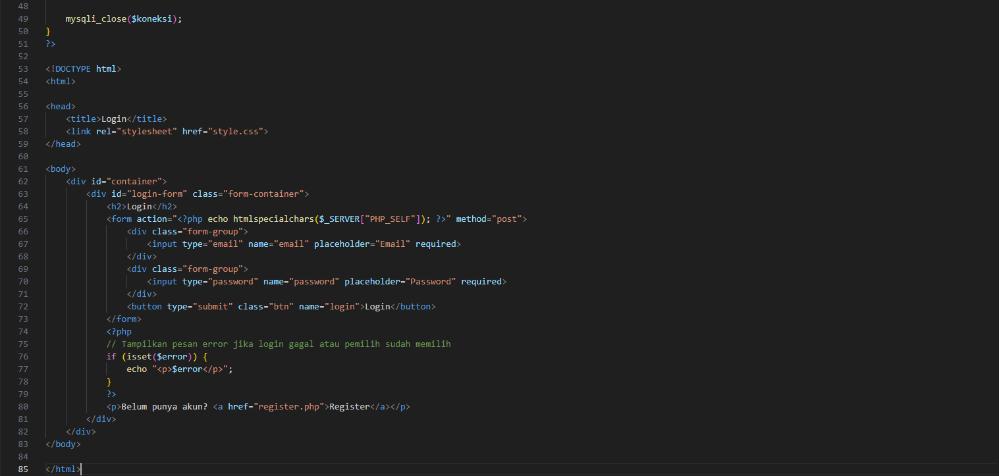 48
49 mysqli_close($koneksi);
50 }
51 ?>
52
53 <!DOCTYPE html>
54 <html>
55
56 <head>
57 <title>Login</title>
58 <link rel="stylesheet" href="style.css">
59 </head>
60
61 <body>
62 <div id="container">
63 <div id="login-form" class="form-container">
64 <h2>Login</h2>
65 <form action="<?php echo htmlspecialchars($_SERVER["PHP_SELF"]); ?>" method="post">
66 <div class="form-group">
67 <input type="email" name="email" placeholder="Email" required>
68 </div>
69 <div class="form-group">
70 <input type="password" name="password" placeholder="Password" required>
71 </div>
72 <button type="submit" class="btn" name="login">Login</button>
73 </form>
74 <?php
75 // Tampilkan pesan error jika login gagal atau pemilih sudah memilih
76 if (isset($error)) {
77 echo "<p>$error</p>";
78 }
79 ?>
80 <p>Belum punya akun? <a href="register.php">Register</a></p>
81 </div>
82 </div>
83 </body>
84
85 </html>